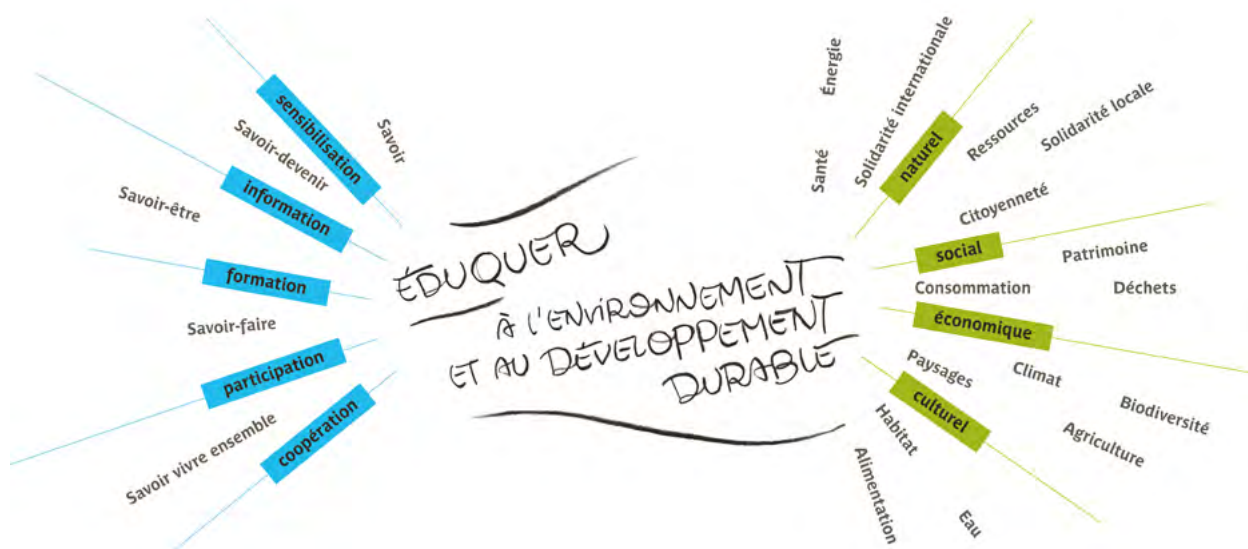 sensibilisation
Savoir
Savoir-devenir
information
Savoir-être
formation
Savoir-faire
participation
Savoir vivre ensemble
coopération
ÉDUQUER
À L'ENVIRONNEMENT
ET AU DÉVELOPPEMENT
DURABLE
Énergie
Santé
Solidarité internationale
naturel
Ressources
Solidarité locale
Citoyenneté
social
Patrimoine
Consommation
Déchets
économique
Paysages
Climat
Biodiversité
culturel
Agriculture
Habitat
Alimentation
Eau